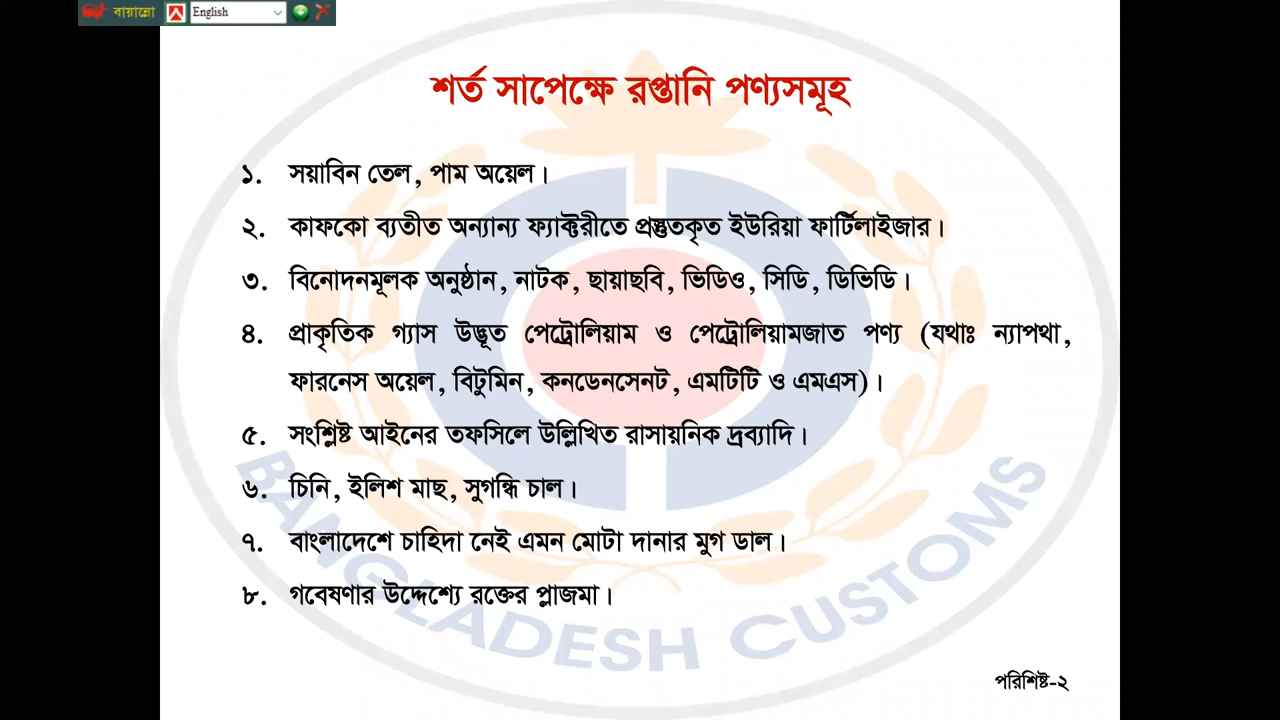 বায়ান্নো English
শর্ত সাপেক্ষে রপ্তানি পণ্যসমূহ
১. সয়াবিন তেল, পাম অয়েল।
২. কাফকো ব্যতীত অন্যান্য ফ্যাক্টরীতে প্রস্তুতকৃত ইউরিয়া ফার্টিলাইজার।
৩. বিনোদনমূলক অনুষ্ঠান, নাটক, ছায়াছবি, ভিডিও, সিডি, ডিভিডি।
৪. প্রাকৃতিক গ্যাস উদ্ভূত পেট্রোলিয়াম ও পেট্রোলিয়ামজাত পণ্য (যথাঃ ন্যাপথা,
ফারনেস অয়েল, বিটুমিন, কনডেনসেনট, এমটিটি ও এমএস)।
৫. সংশ্লিষ্ট আইনের তফসিলে উল্লিখিত রাসায়নিক দ্রব্যাদি।
৬. চিনি, ইলিশ মাছ, সুগন্ধি চাল।
৭. বাংলাদেশে চাহিদা নেই এমন মোটা দানার মুগ ডাল।
৮. গবেষণার উদ্দেশ্যে রক্তের প্লাজমা।
BANGLADESH CUSTOMS
পরিশিষ্ট-২